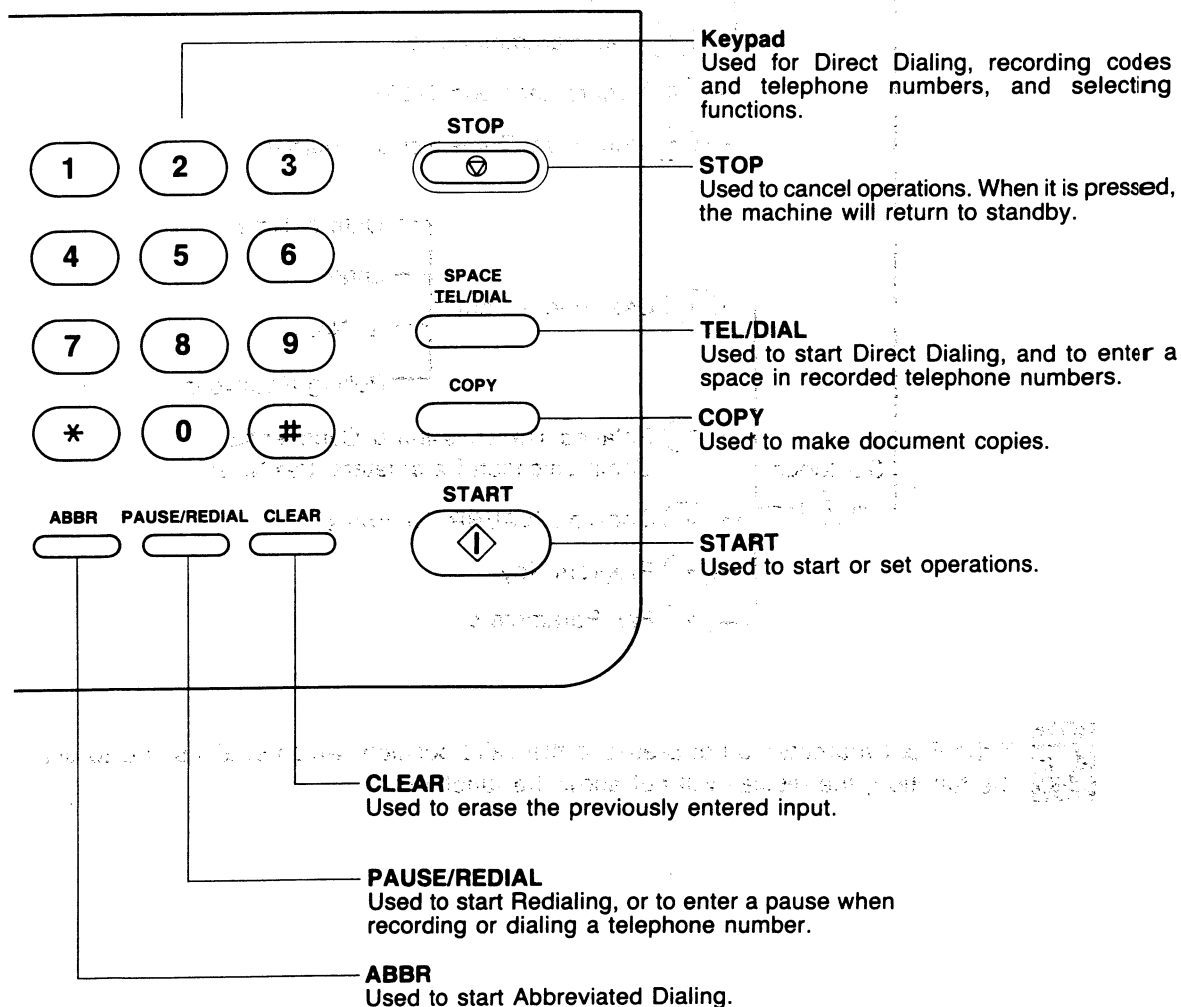 Keypad
Used for Direct Dialing, recording codes
and telephone numbers, and selecting
functions.
STOP
1 2 3
STOP
Used to cancel operations. When it is pressed,
the machine will return to standby.
4 5 6
SPACE
TEL/DIAL
7 8 9
TEL/DIAL
Used to start Direct Dialing, and to enter a
space in recorded telephone numbers.
COPY
* 0 #
COPY
Used to make document copies.
START
ABBR PAUSE/REDIAL CLEAR
START
Used to start or set operations.
CLEAR
Used to erase the previously entered input.
PAUSE/REDIAL
Used to start Redialing, or to enter a pause when
recording or dialing a telephone number.
ABBR
Used to start Abbreviated Dialing.